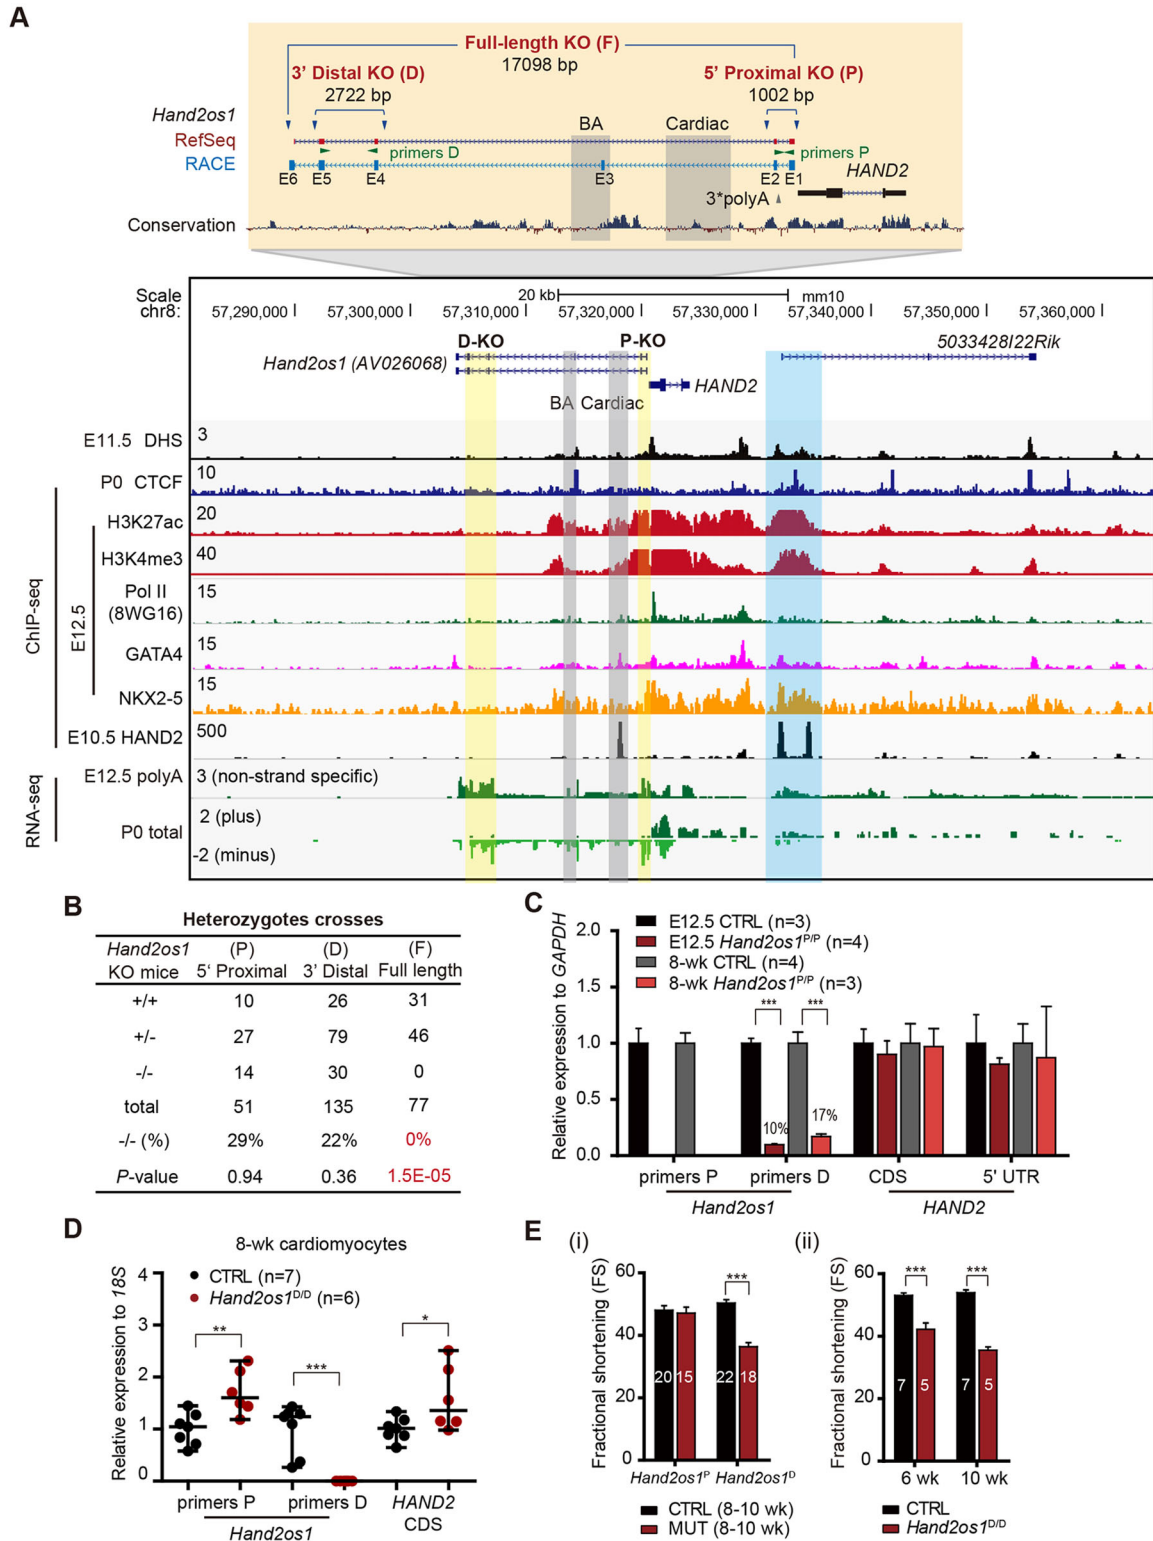 A
Full-length KO (F)
17098 bp
3' Distal KO (D)
5' Proximal KO (P)
2722 bp
1002 bp
Hand2os1
RefSeq
BA
Cardiac
primers D
primers P
RACE
E6 E5 E4 E3 E2 E1
HAND2
3*polyA
Conservation
Scale
20 kb
mm10
chr8:
57,290,000
57,300,000
57,310,000
57,320,000
57,330,000
57,340,000
57,350,000
57,360,000
D-KO
P-KO
5033428I22Rik
Hand2os1 (AV026068)
HAND2
BA Cardiac
E11.5 DHS
3
P0 CTCF
10
H3K27ac
20
H3K4me3
40
Pol II
(8WG16)
15
GATA4
15
NKX2-5
15
E10.5 HAND2
500
ChIP-seq
E12.5
E12.5 polyA
3 (non-strand specific)
P0 total
2 (plus)
-2 (minus)
RNA-seq
B
Heterozygotes crosses
Hand2os1 (P) (D) (F)
KO mice 5‘ Proximal 3' Distal Full length
+/+ 10 26 31
+/- 27 79 46
-/- 14 30 0
total 51 135 77
-/- (%) 29% 22% 0%
P-value 0.94 0.36 1.5E-05
C
E12.5 CTRL (n=3)
E12.5 Hand2os1P/P (n=4)
8-wk CTRL (n=4)
8-wk Hand2os1P/P (n=3)
Relative expression to GAPDH
2.0
1.5
1.0
0.5
0.0
***
***
10%
17%
primers P
primers D
CDS
5' UTR
Hand2os1
HAND2
D
8-wk cardiomyocytes
CTRL (n=7)
Hand2os1D/D (n=6)
Relative expression to 18S
4
3
2
1
0
**
***
*
primers P
primers D
HAND2
CDS
Hand2os1
E
(i)
Fractional shortening (FS)
60
40
20
0
***
20 15 22 18
Hand2os1P Hand2os1D
CTRL (8-10 wk)
MUT (8-10 wk)
(ii)
Fractional shortening (FS)
60
40
20
0
***
***
7 5 7 5
6 wk 10 wk
CTRL
Hand2os1D/D